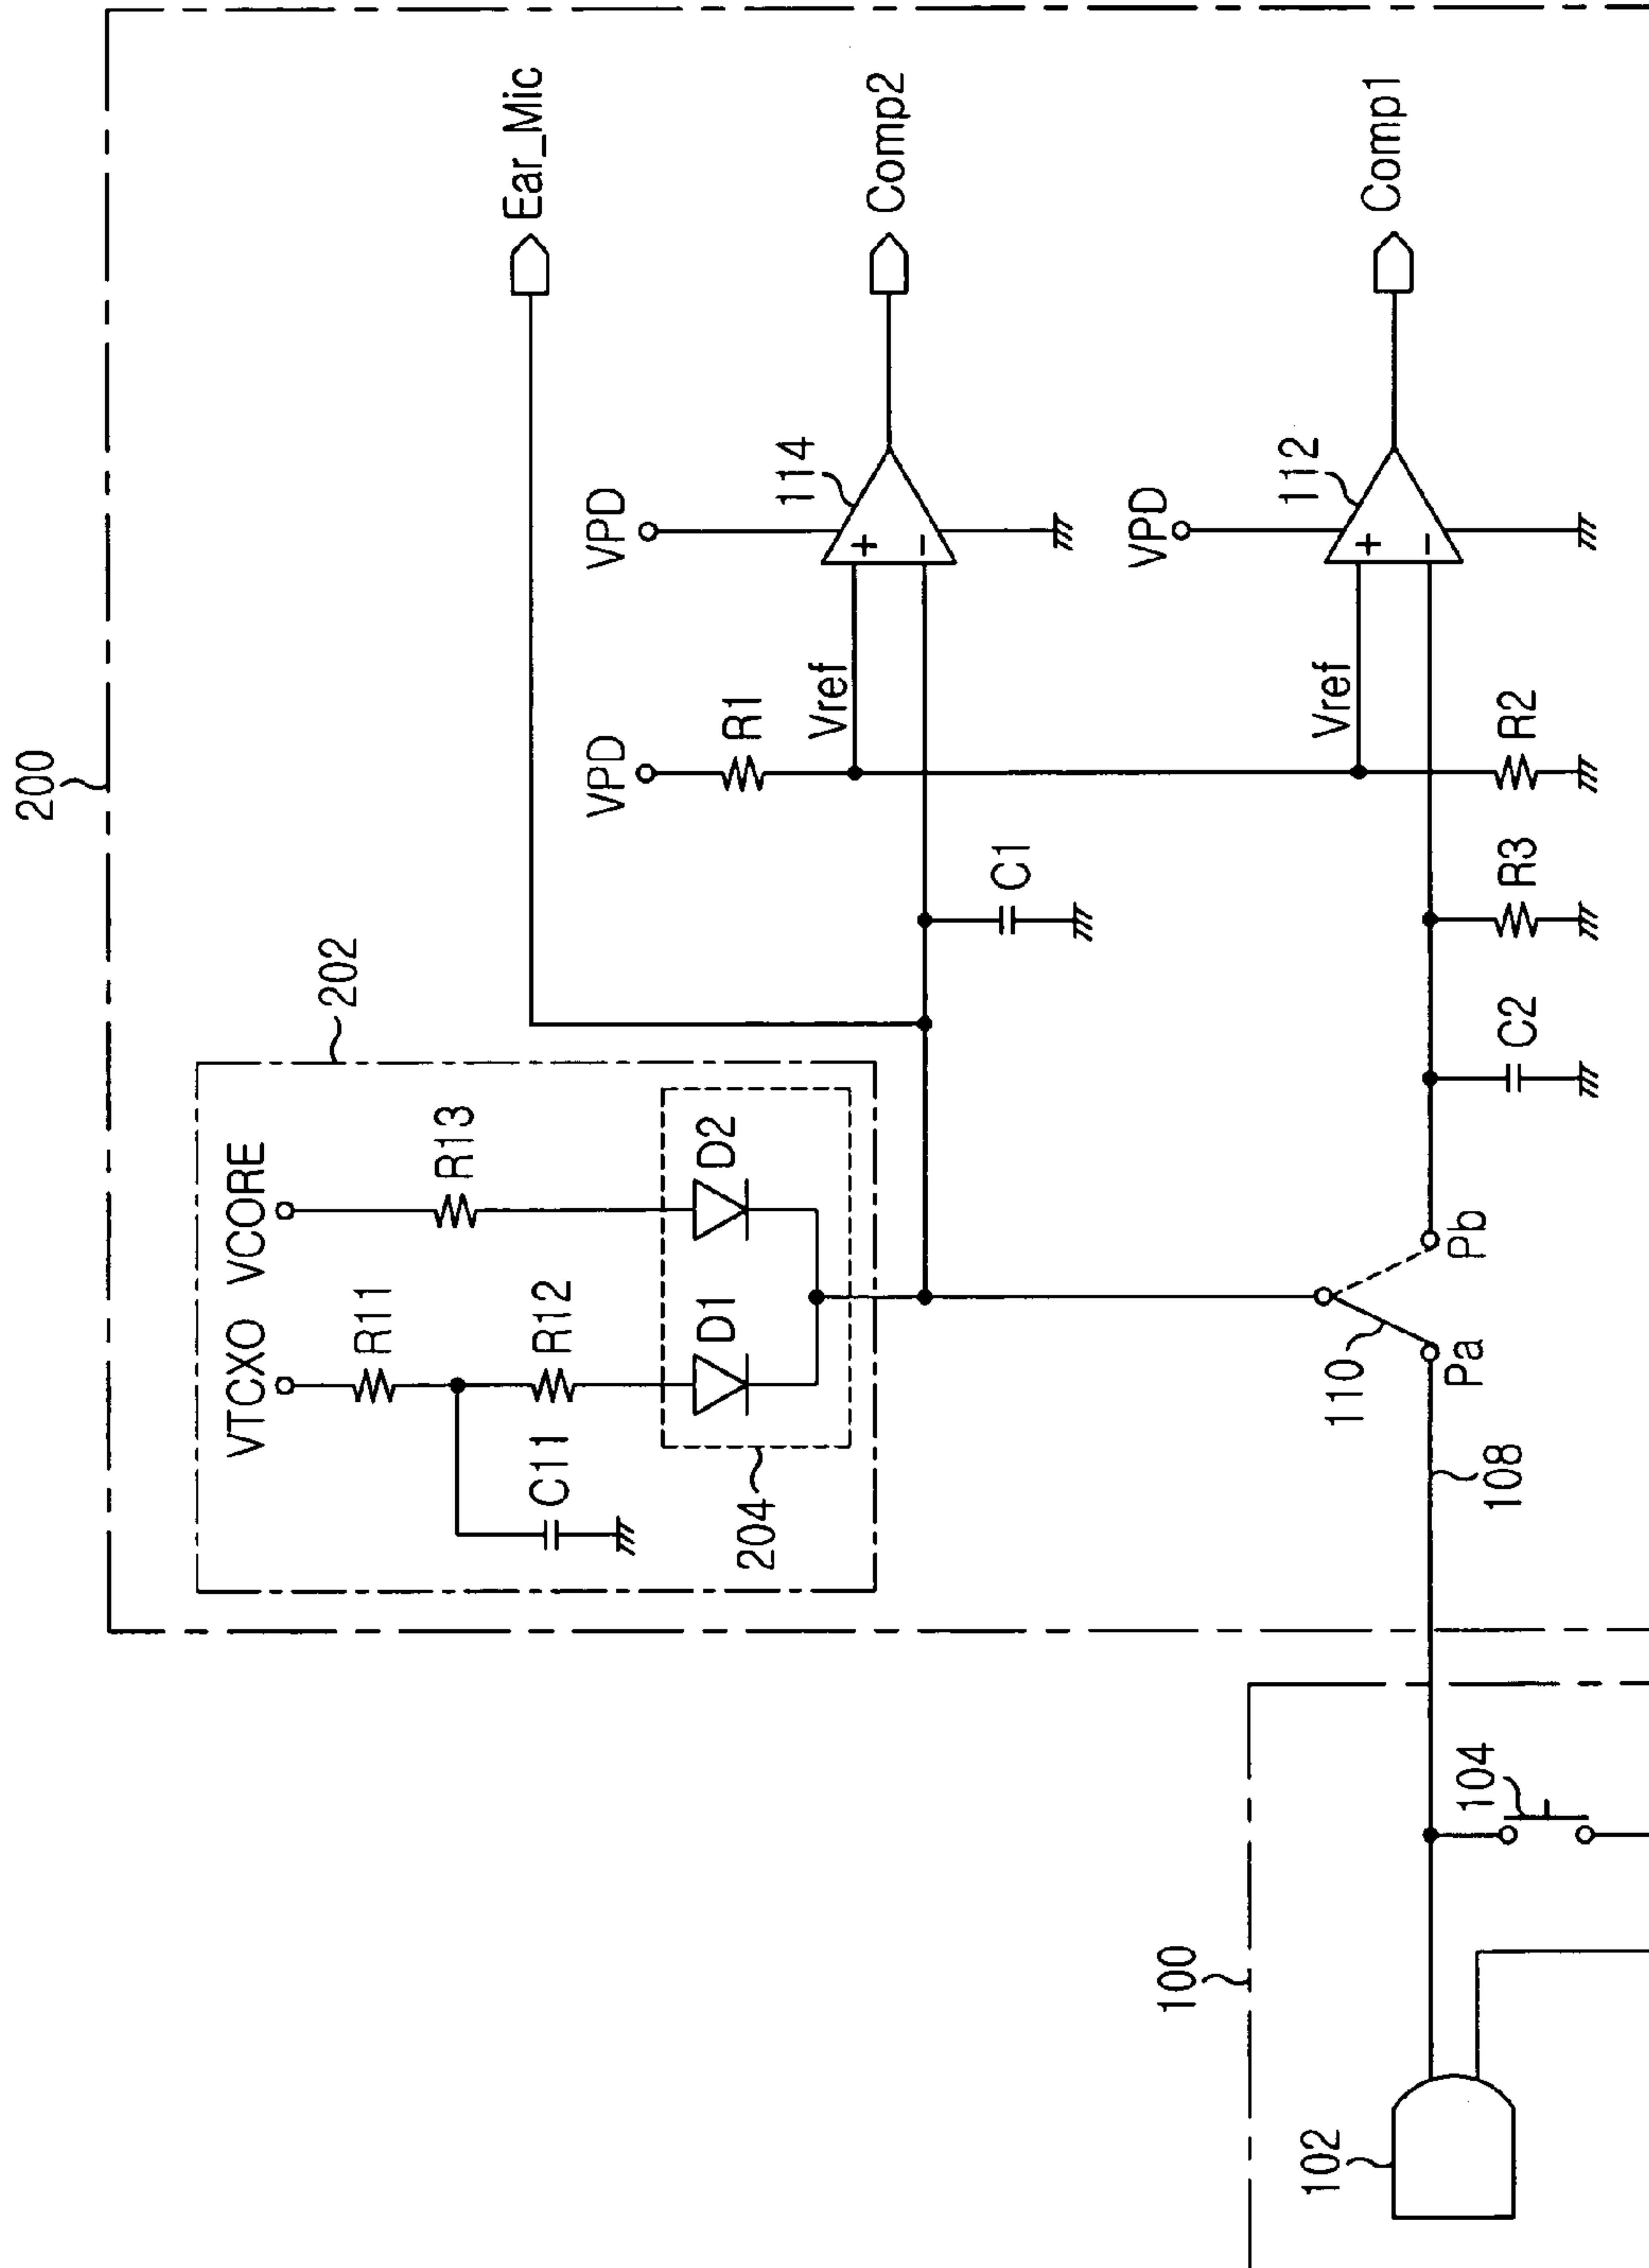 200
202
VTCXO
VCORE
R11
R13
R12
C11
D1
D2
204
Ear_Mic
VPD
R1
Vref
114
Comp2
C1
VPD
Vref
112
Comp1
110
Pa
Pb
C2
R3
R2
108
100
104
102